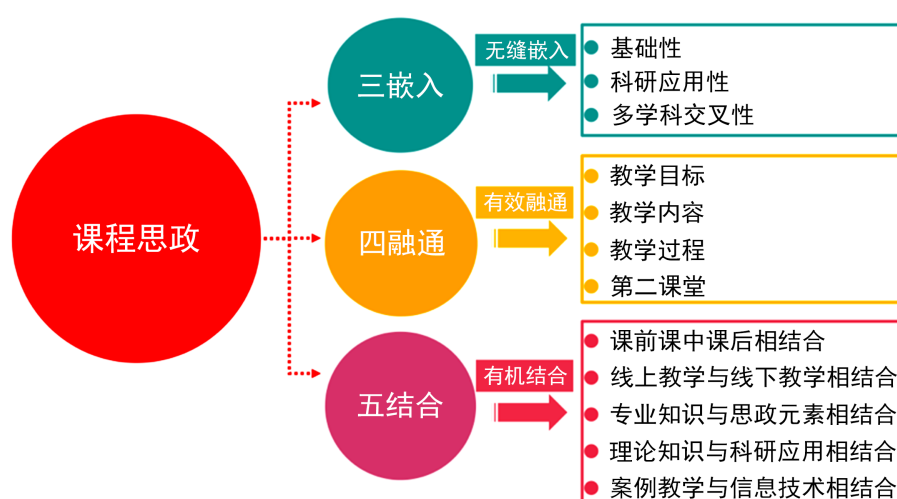 课程思政
三嵌入
无缝嵌入
基础性
科研应用性
多学科交叉性
四融通
有效融通
教学目标
教学内容
教学过程
第二课堂
五结合
有机结合
课前课中课后相结合
线上教学与线下教学相结合
专业知识与思政元素相结合
理论知识与科研应用相结合
案例教学与信息技术相结合